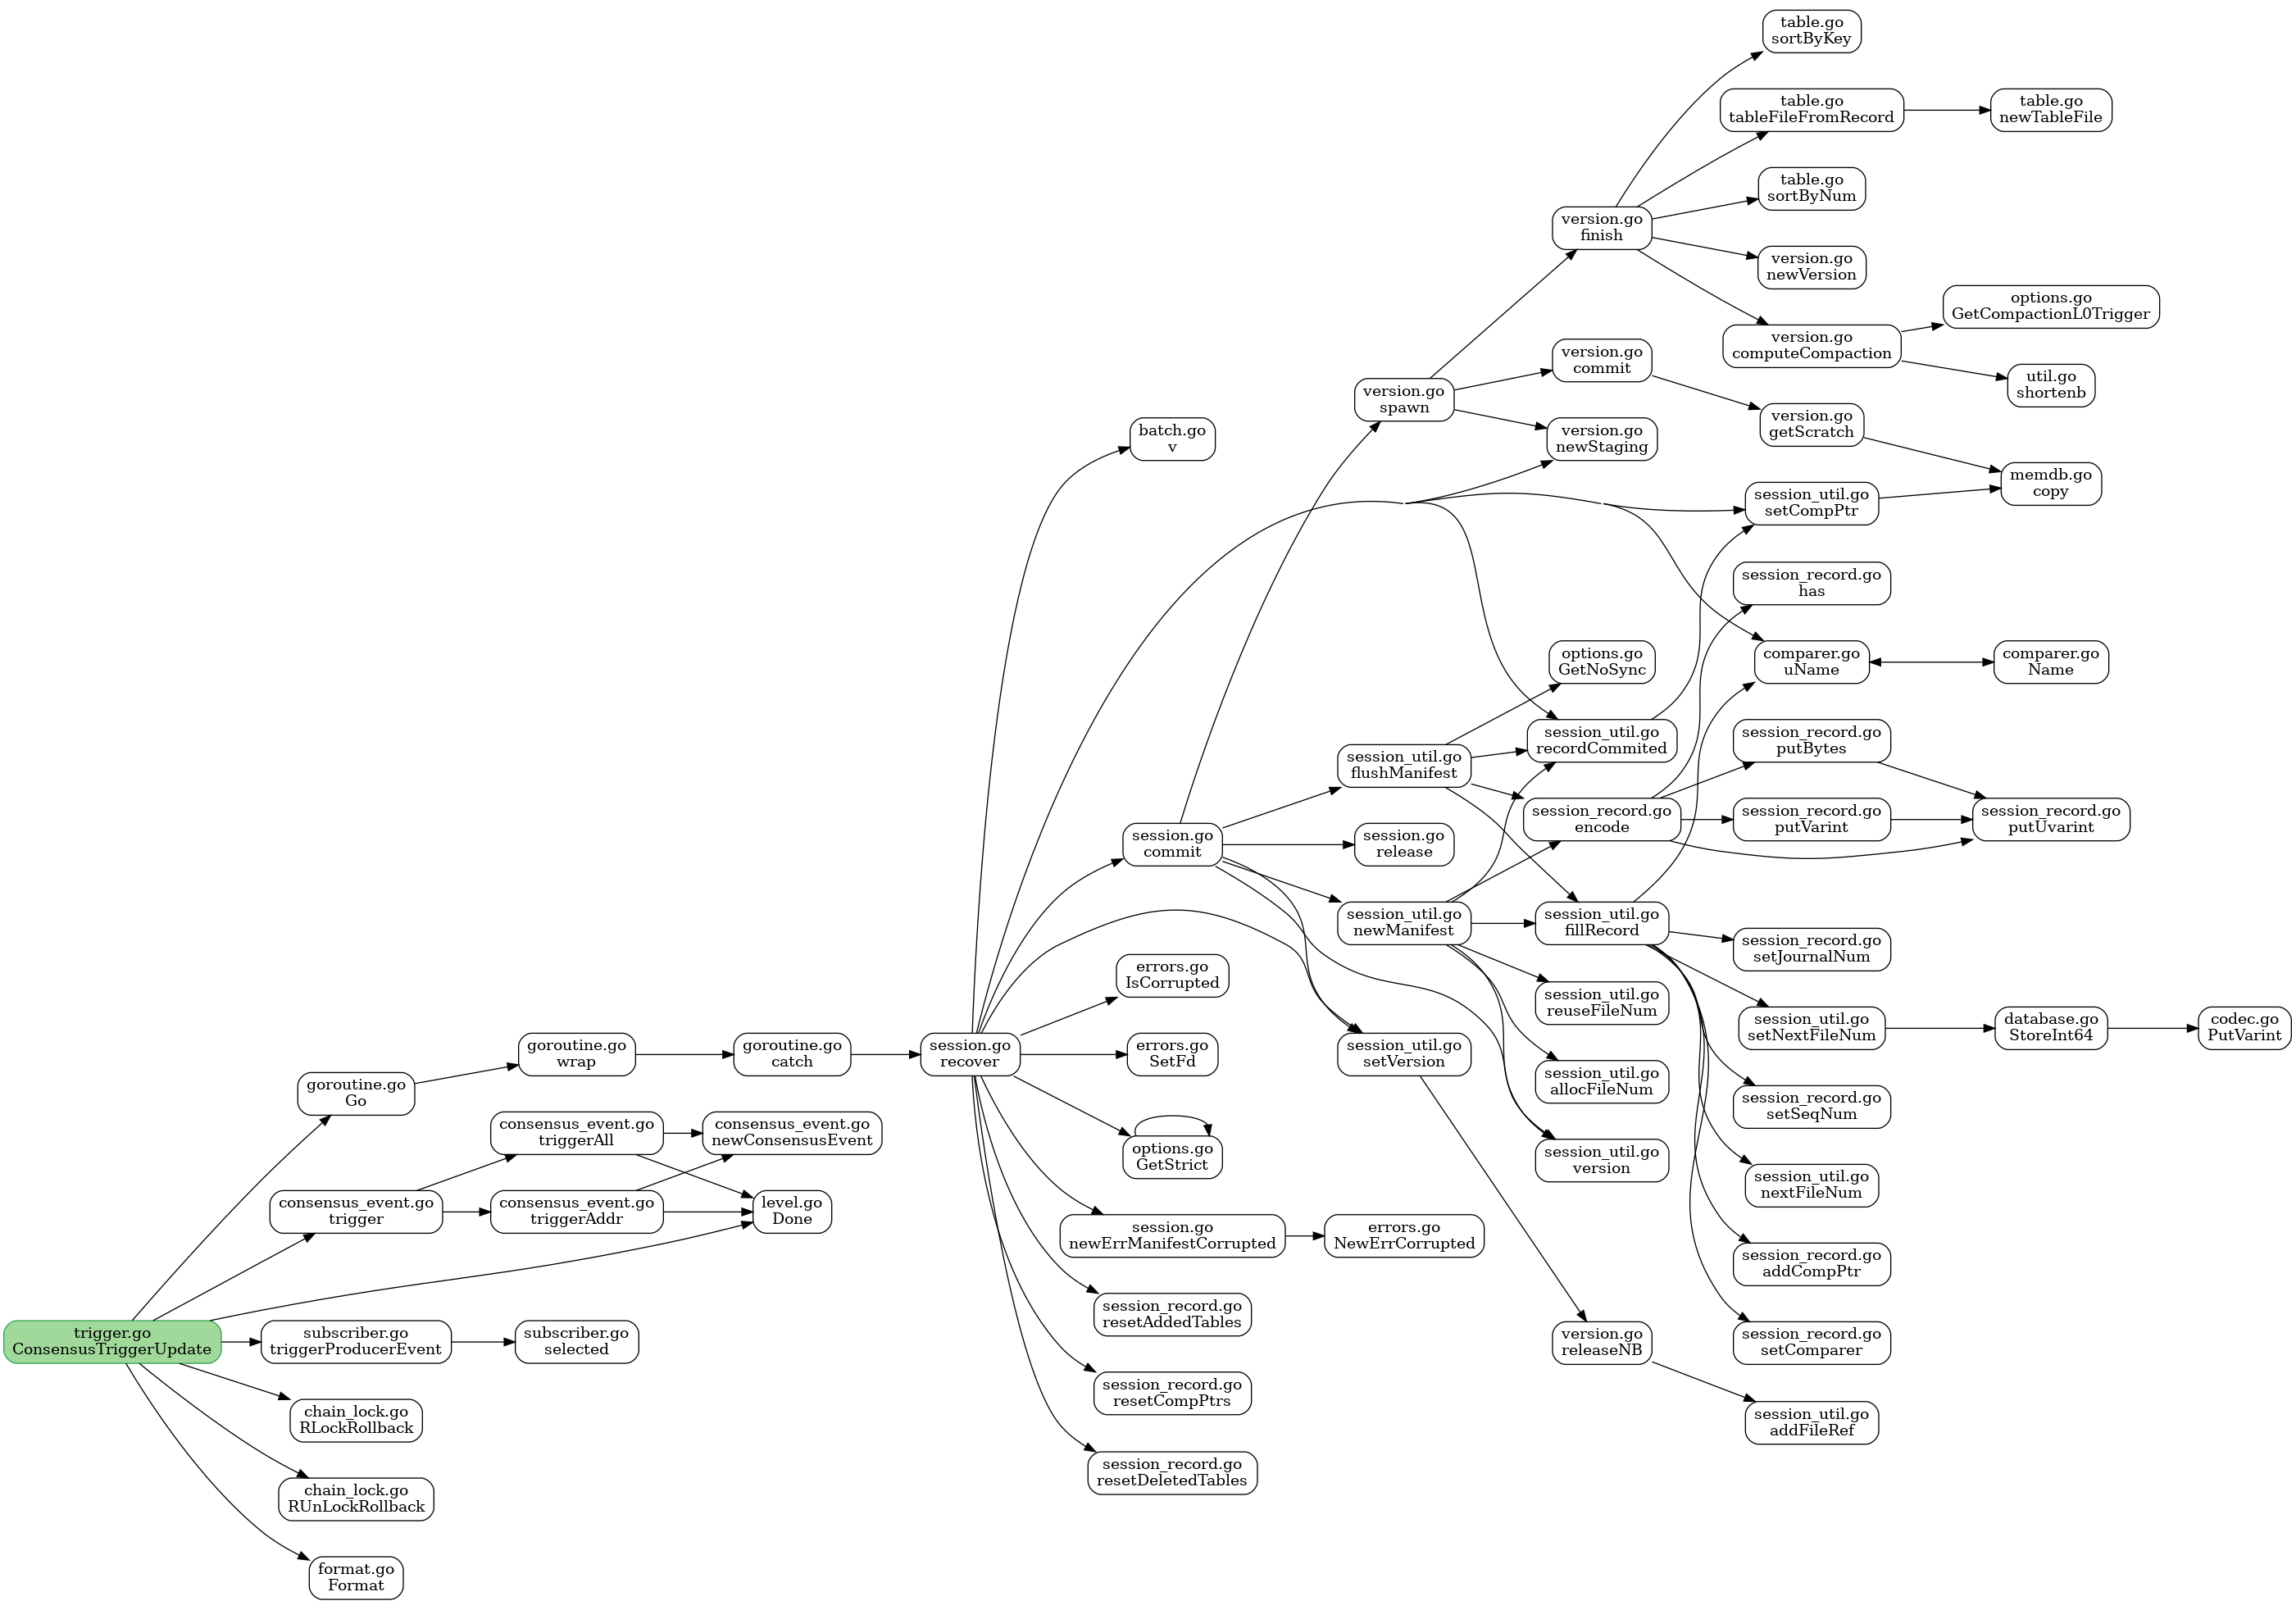 table.go
sortByKey
table.go
tableFileFromRecord
table.go
newTableFile
table.go
sortByNum
version.go
finish
version.go
newVersion
options.go
GetCompactionL0Trigger
version.go
computeCompaction
version.go
commit
util.go
shortenb
version.go
spawn
version.go
getScratch
batch.go
v
version.go
newStaging
memdb.go
copy
session_util.go
setCompPtr
session_record.go
has
options.go
GetNoSync
comparer.go
uName
comparer.go
Name
session_util.go
recordCommited
session_record.go
putBytes
session_util.go
flushManifest
session_record.go
encode
session_record.go
putVarint
session_record.go
putUvarint
session.go
commit
session.go
release
session_util.go
newManifest
session_util.go
fillRecord
session_record.go
setJournalNum
errors.go
IsCorrupted
session_util.go
reuseFileNum
session_util.go
setNextFileNum
database.go
StoreInt64
codec.go
PutVarint
goroutine.go
wrap
goroutine.go
catch
session.go
recover
errors.go
SetFd
session_util.go
setVersion
session_util.go
allocFileNum
goroutine.go
Go
session_record.go
setSeqNum
consensus_event.go
triggerAll
consensus_event.go
newConsensusEvent
options.go
GetStrict
session_util.go
version
session_util.go
nextFileNum
consensus_event.go
trigger
consensus_event.go
triggerAddr
level.go
Done
session.go
newErrManifestCorrupted
errors.go
NewErrCorrupted
session_record.go
addCompPtr
session_record.go
resetAddedTables
trigger.go
ConsensusTriggerUpdate
subscriber.go
triggerProducerEvent
subscriber.go
selected
version.go
releaseNB
session_record.go
setComparer
session_record.go
resetCompPtrs
chain_lock.go
RLockRollback
session_util.go
addFileRef
session_record.go
resetDeletedTables
chain_lock.go
RUnLockRollback
format.go
Format